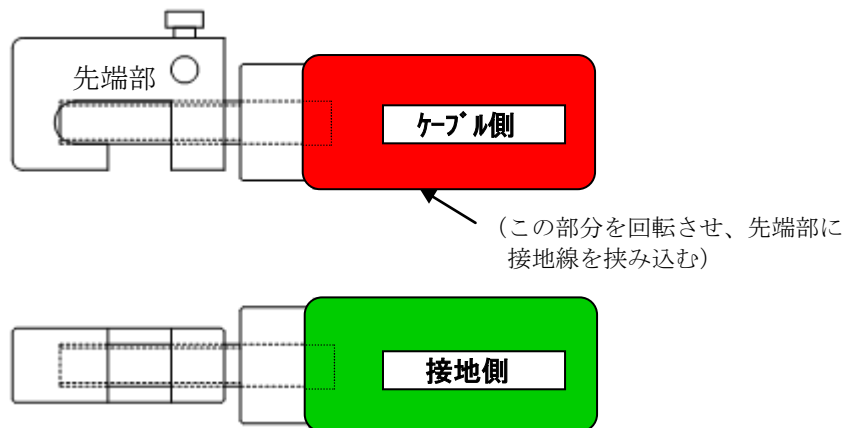 先端部
ｹｰﾌﾞﾙ側
(この部分を回転させ、先端部に
接地線を挟み込む)
接地側